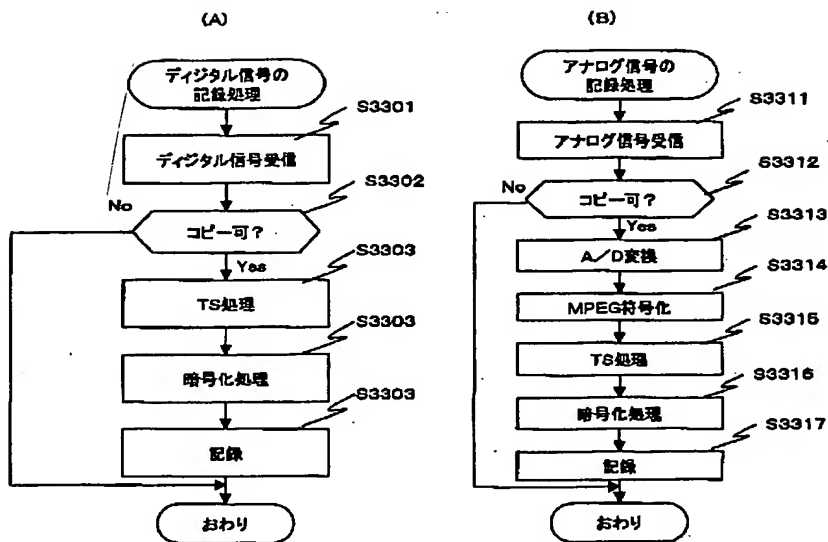 (A)
ディジタル信号の
記録処理
S3301
ディジタル信号受信
S3302
No
コピー可?
Yes
S3303
TS処理
S3303
暗号化処理
S3303
記録
おわり
(B)
アナログ信号の
記録処理
S3311
アナログ信号受信
S3312
No
コピー可?
Yes
S3313
A/D変換
S3314
MPEG符号化
S3315
TS処理
S3316
暗号化処理
S3317
記録
おわり